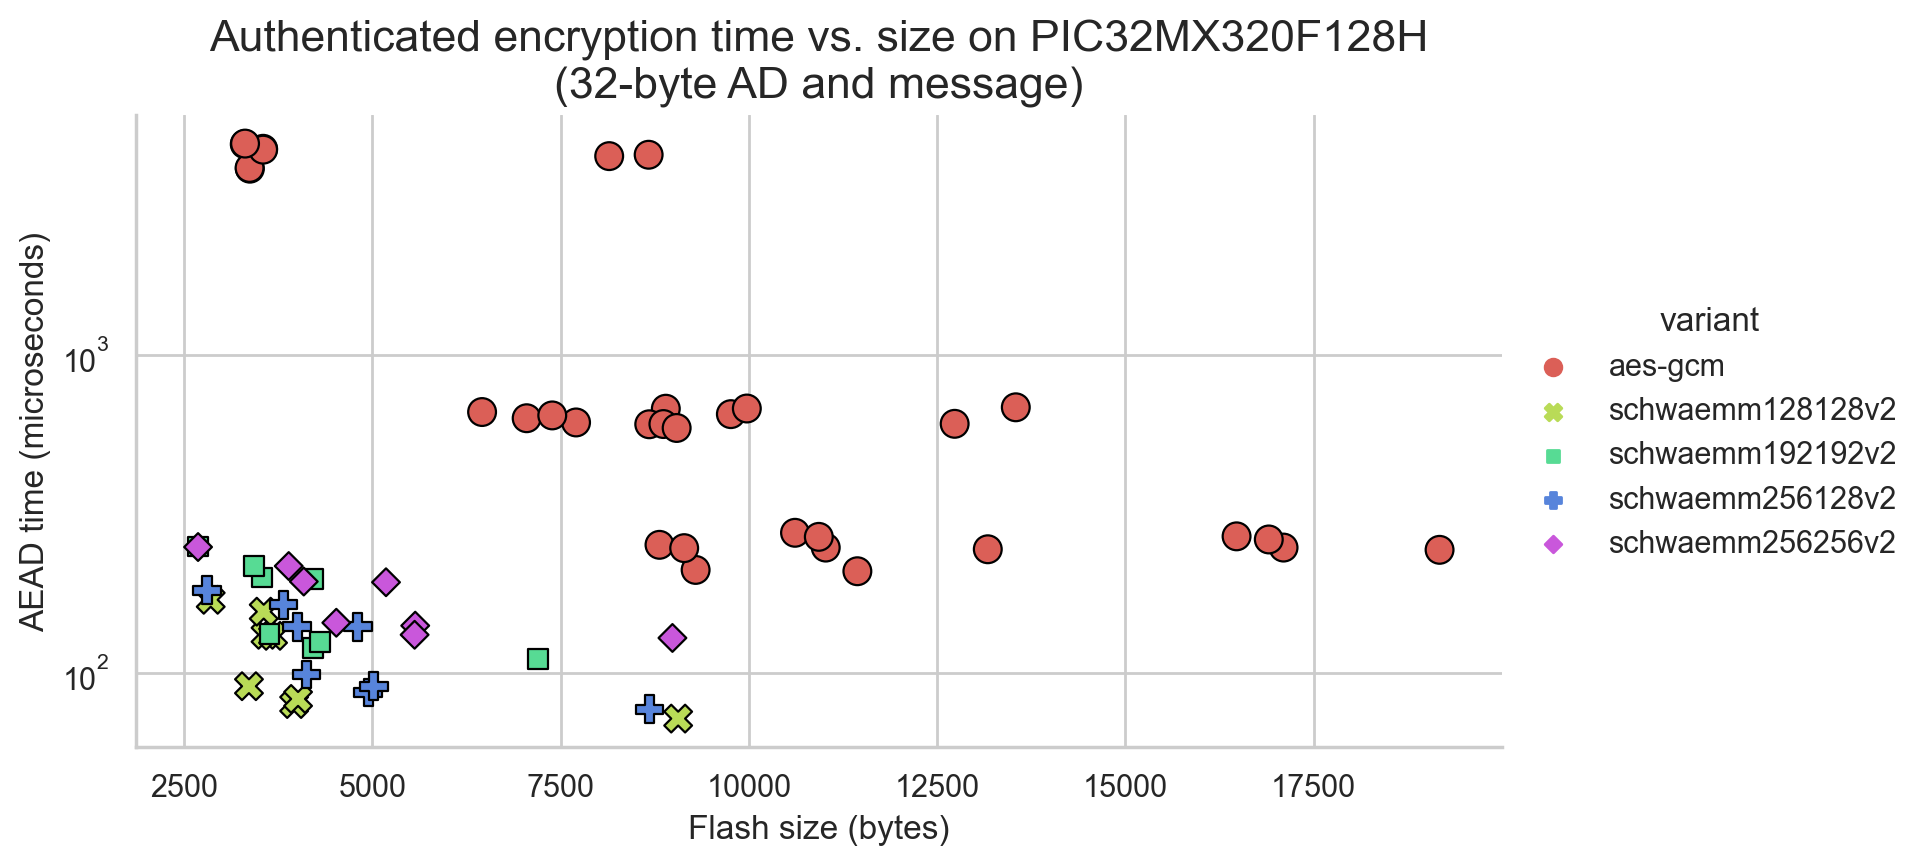 Authenticated encryption time vs. size on PIC32MX320F128H
(32-byte AD and message)
AEAD time (microseconds)
10³
10²
2500 5000 7500 10000 12500 15000 17500
Flash size (bytes)
variant
aes-gcm
schwaemm128128v2
schwaemm192192v2
schwaemm256128v2
schwaemm256256v2